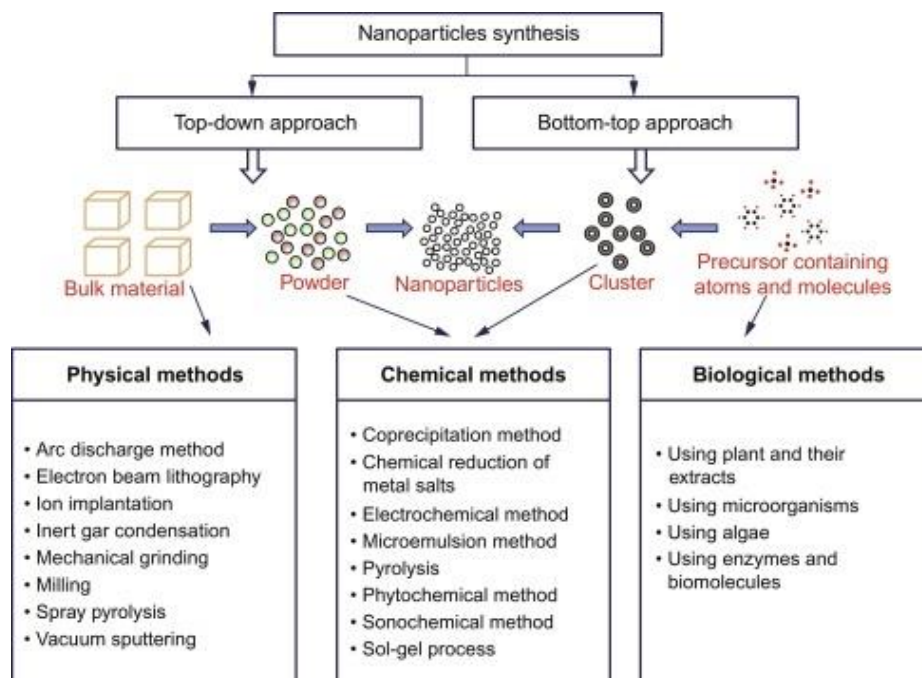 Nanoparticles synthesis
Top-down approach
Bottom-top approach
Bulk material
Powder
Nanoparticles
Cluster
Precursor containing
atoms and molecules
Physical methods
• Arc discharge method
• Electron beam lithography
• Ion implantation
• Inert gar condensation
• Mechanical grinding
• Milling
• Spray pyrolysis
• Vacuum sputtering
Chemical methods
• Coprecipitation method
• Chemical reduction of
metal salts
• Electrochemical method
• Microemulsion method
• Pyrolysis
• Phytochemical method
• Sonochemical method
• Sol-gel process
Biological methods
• Using plant and their
extracts
• Using microorganisms
• Using algae
• Using enzymes and
biomolecules